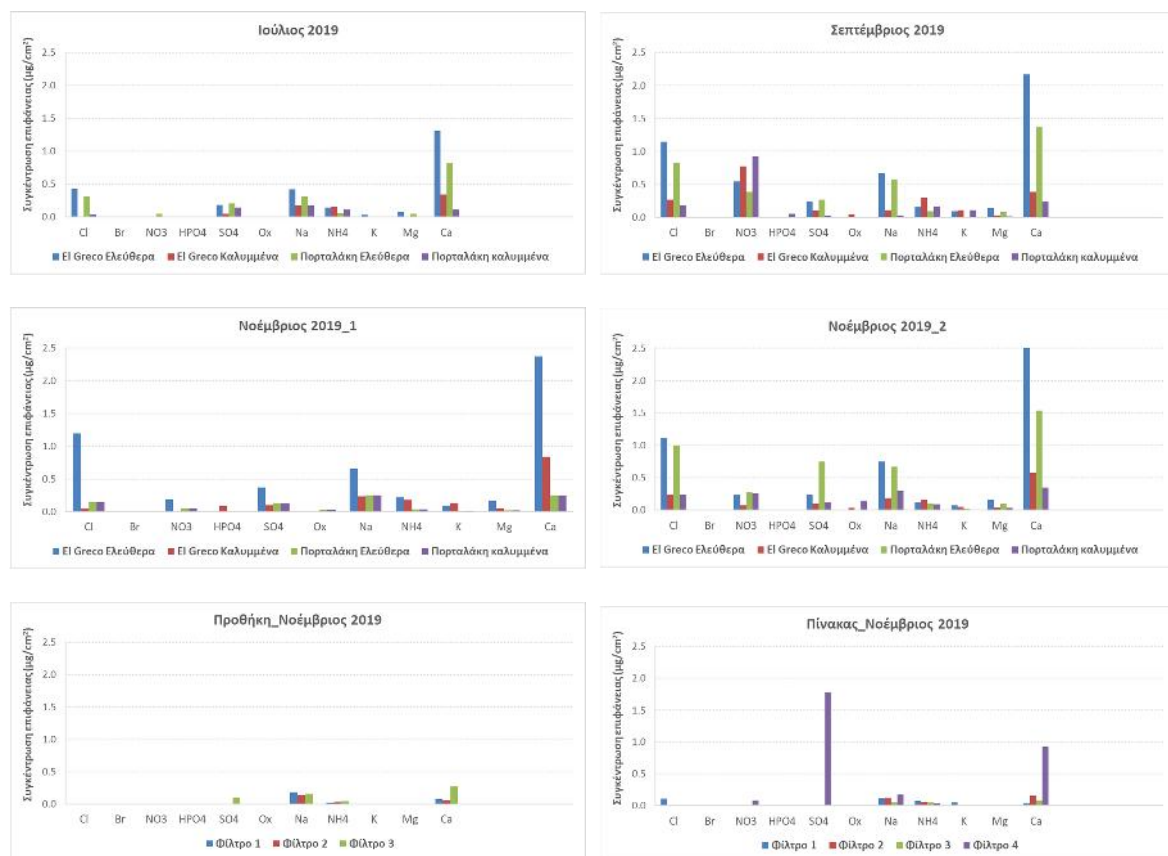 Ιούλιος 2019
Συγκέντρωση επιφάνειας (μg/cm²)
2.5
2.0
1.5
1.0
0.5
0.0
Cl Br NO3 HPO4 SO4 Ox Na NH4 K Mg Ca
El Greco Ελεύθερα El Greco Καλυμμένα Πορταλάκη Ελεύθερα Πορταλάκη καλυμμένα
Σεπτέμβριος 2019
Συγκέντρωση επιφάνειας (μg/cm²)
2.5
2.0
1.5
1.0
0.5
0.0
Cl Br NO3 HPO4 SO4 Ox Na NH4 K Mg Ca
El Greco Ελεύθερα El Greco Καλυμμένα Πορταλάκη Ελεύθερα Πορταλάκη καλυμμένα
Νοέμβριος 2019_1
Συγκέντρωση επιφάνειας (μg/cm²)
2.5
2.0
1.5
1.0
0.5
0.0
Cl Br NO3 HPO4 SO4 Ox Na NH4 K Mg Ca
El Greco Ελεύθερα El Greco Καλυμμένα Πορταλάκη Ελεύθερα Πορταλάκη καλυμμένα
Νοέμβριος 2019_2
Συγκέντρωση επιφάνειας (μg/cm²)
2.5
2.0
1.5
1.0
0.5
0.0
Cl Br NO3 HPO4 SO4 Ox Na NH4 K Mg Ca
El Greco Ελεύθερα El Greco Καλυμμένα Πορταλάκη Ελεύθερα Πορταλάκη καλυμμένα
Προθήκη_Νοέμβριος 2019
Συγκέντρωση επιφάνειας (μg/cm²)
2.5
2.0
1.5
1.0
0.5
0.0
Cl Br NO3 HPO4 SO4 Ox Na NH4 K Mg Ca
Φίλτρο 1 Φίλτρο 2 Φίλτρο 3
Πίνακας_Νοέμβριος 2019
Συγκέντρωση επιφάνειας (μg/cm²)
2.5
2.0
1.5
1.0
0.5
0.0
Cl Br NO3 HPO4 SO4 Ox Na NH4 K Mg Ca
Φίλτρο 1 Φίλτρο 2 Φίλτρο 3 Φίλτρο 4